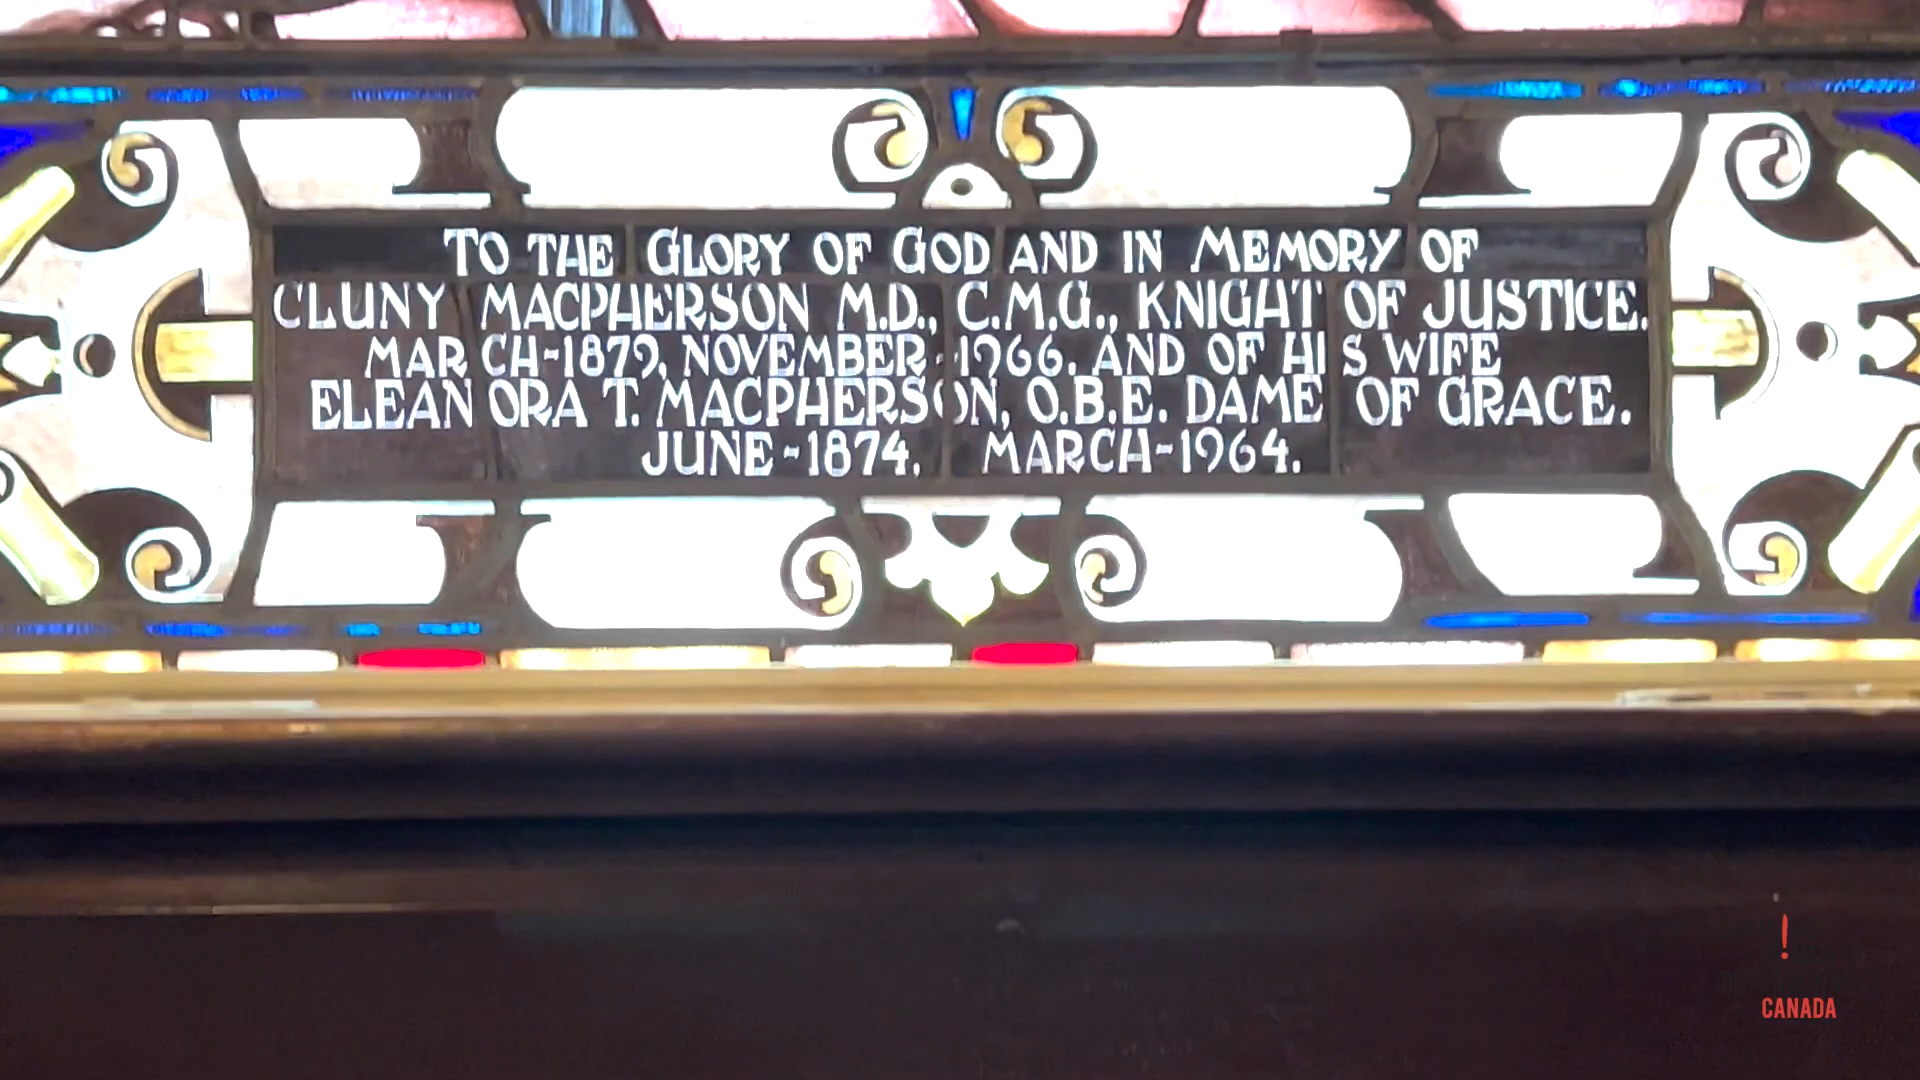 TO THE GLORY OF GOD AND IN MEMORY OF
CLUNY MACPHERSON M.D., C.M.G., KNIGHT OF JUSTICE.
MARCH-1879, NOVEMBER-1966. AND OF HIS WIFE
ELEANORA T. MACPHERSON, O.B.E. DAME OF GRACE.
JUNE-1874. MARCH-1964.
!
CANADA